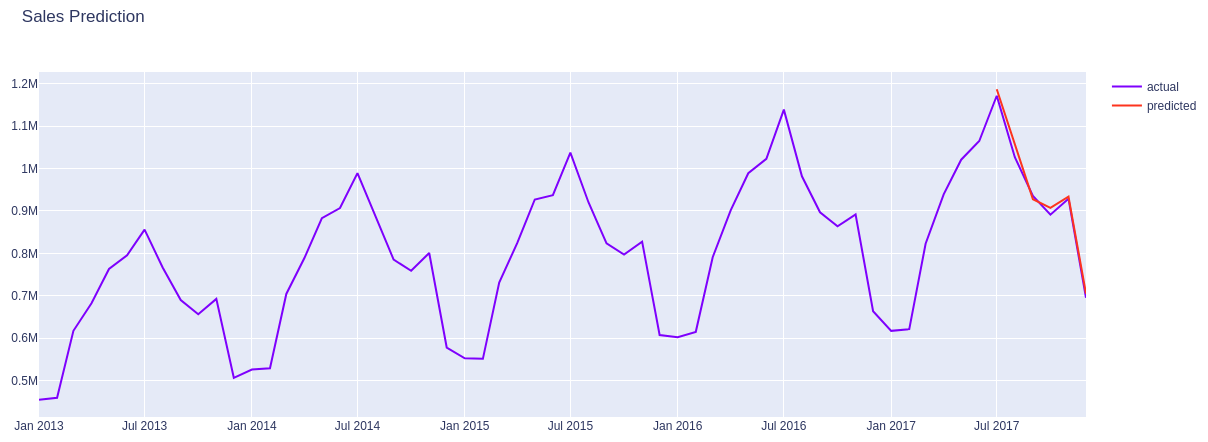 Sales Prediction
1.2M
1.1M
1M
0.9M
0.8M
0.7M
0.6M
0.5M
Jan 2013 Jul 2013 Jan 2014 Jul 2014 Jan 2015 Jul 2015 Jan 2016 Jul 2016 Jan 2017 Jul 2017
actual
predicted